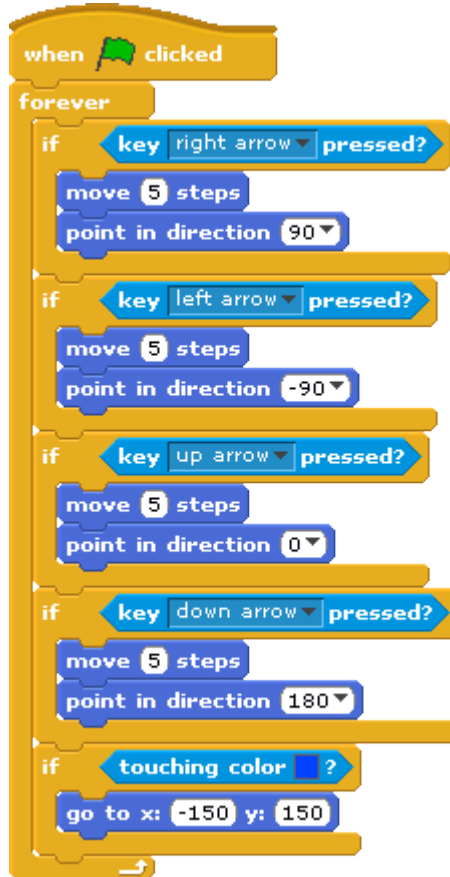 when clicked
forever
if key right arrow pressed?
move 5 steps
point in direction 90
if key left arrow pressed?
move 5 steps
point in direction -90
if key up arrow pressed?
move 5 steps
point in direction 0
if key down arrow pressed?
move 5 steps
point in direction 180
if touching color ?
go to x: -150 y: 150